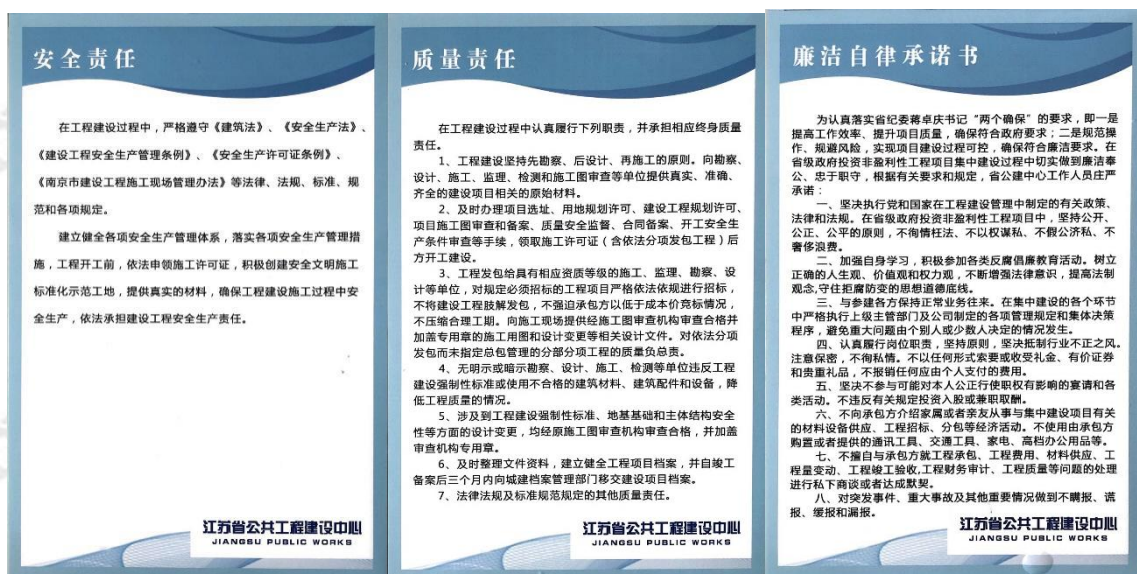 安全责任
在工程建设过程中，严格遵守《建筑法》、《安全生产法》、
《建设工程安全生产管理条例》、《安全生产许可证条例》、
《南京市建设工程施工现场管理办法》等法律、法规、标准、规
范和各项规定。
建立健全各项安全生产管理体系，落实各项安全生产管理措
施，工程开工前，依法申领施工许可证，积极创建安全文明施工
标准化示范工地，提供真实的材料，确保工程建设施工过程中安
全生产，依法承担建设工程安全生产责任。
江苏省公共工程建设中心
JIANGSU PUBLIC WORKS
质量责任
在工程建设过程中认真履行下列职责，并承担相应终身质量
责任。
1、工程建设坚持先勘察、后设计、再施工的原则。向勘察、
设计、施工、监理、检测和施工图审查等单位提供真实、准确、
齐全的建设项目相关的原始材料。
2、及时办理项目选址、用地规划许可、建设工程规划许可、
项目施工图审查和备案、质量安全监督、合同备案、开工安全生
产条件审查等手续，领取施工许可证（含依法分项发包工程）后
方开工建设。
3、工程发包给具有相应资质等级的施工、监理、勘察、设
计等单位，对规定必须招标的工程项目严格依法依规进行招标，
不将建设工程肢解发包，不强迫承包方以低于成本价竞标情况，
不压缩合理工期。向施工现场提供经施工图审查机构审查合格并
加盖专用章的施工用图和设计变更等相关设计文件。对依法分项
发包而未指定总包管理的分部分项工程的质量负总责。
4、无明示或暗示勘察、设计、施工、检测等单位违反工程
建设强制性标准或使用不合格的建筑材料、建筑配件和设备，降
低工程质量的情况。
5、涉及到工程建设强制性标准、地基基础和主体结构安全
性等方面的设计变更，均经原施工图审查机构审查合格，并加盖
审查机构专用章。
6、及时整理文件资料，建立健全工程项目档案，并自竣工
备案后三个月内向城建档案管理部门移交建设项目档案。
7、法律法规及标准规范规定的其他质量责任。
江苏省公共工程建设中心
JIANGSU PUBLIC WORKS
廉洁自律承诺书
为认真落实省纪委蒋卓庆书记“两个确保”的要求，即一是
提高工作效率、提升项目质量，确保符合政府要求；二是规范操
作、规避风险，实现项目建设过程可控，确保符合廉洁要求。在
省级政府投资非盈利性工程项目集中建设过程中切实做到廉洁奉
公、忠于职守，根据有关要求和规定，省公建中心工作人员庄严
承诺：
一、坚决执行党和国家在工程建设管理中制定的有关政策、
法律和法规。在省级政府投资非盈利性工程项目中，坚持公开、
公正、公平的原则，不徇情枉法、不以权谋私、不假公济私、不
奢侈浪费。
二、加强自身学习，积极参加各类反腐倡廉教育活动。树立
正确的人生观、价值观和权力观，不断增强法律意识，提高法制
观念,守住拒腐防变的思想道德底线。
三、与参建各方保持正常业务往来。在集中建设的各个环节
中严格执行上级主管部门及公司制定的各项管理规定和集体决策
程序，避免重大问题由个别人或少数人决定的情况发生。
四、认真履行岗位职责，坚持原则，坚决抵制行业不正之风。
注意保密，不徇私情。不以任何形式索要或收受礼金、有价证券
和贵重礼品，不报销任何应由个人支付的费用。
五、坚决不参与可能对本人公正行使职权有影响的宴请和各
类活动。不违反有关规定投资入股或兼职取酬。
六、不向承包方介绍家属或者亲友从事与集中建设项目有关
的材料设备供应、工程招标、分包等经济活动。不使用由承包方
购置或者提供的通讯工具、交通工具、家电、高档办公用品等。
七、不擅自与承包方就工程承包、工程费用、材料供应、工
程量变动、工程竣工验收,工程财务审计、工程质量等问题的处理
进行私下商谈或者达成默契。
八、对突发事件、重大事故及其他重要情况做到不瞒报、谎
报、缓报和漏报。
江苏省公共工程建设中心
JIANGSU PUBLIC WORKS